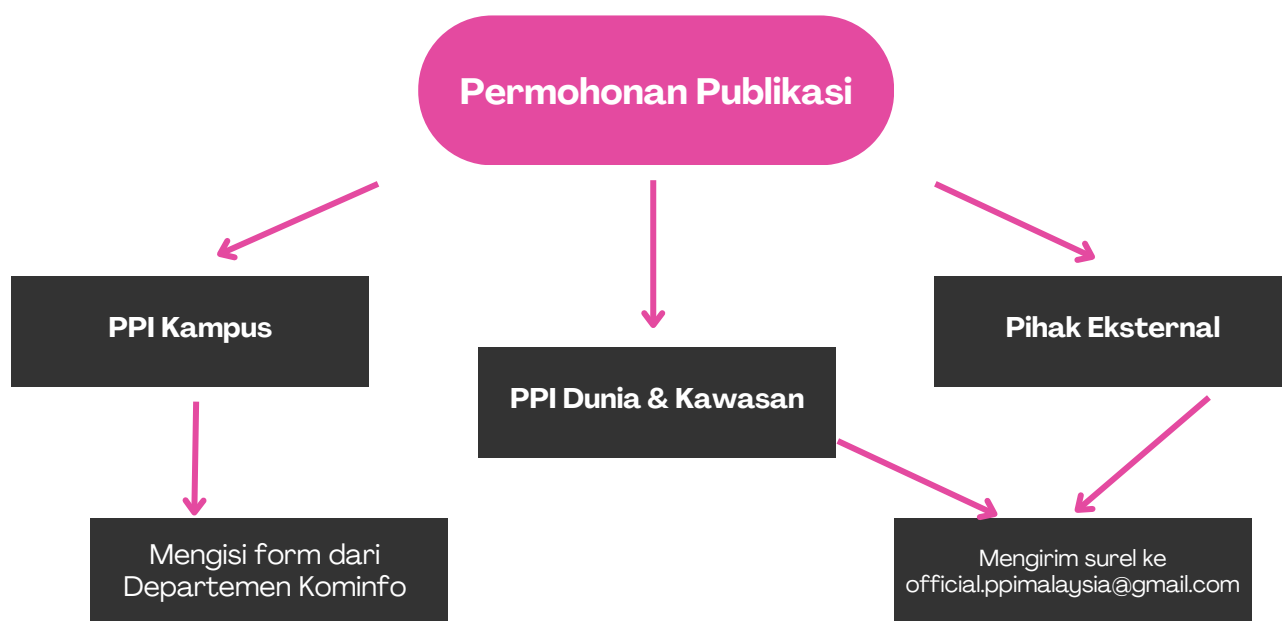 Permohonan Publikasi
PPI Kampus
Pihak Eksternal
PPI Dunia & Kawasan
Mengisi form dari
Departemen Kominfo
Mengirim surel ke
official.ppimalaysia@gmail.com